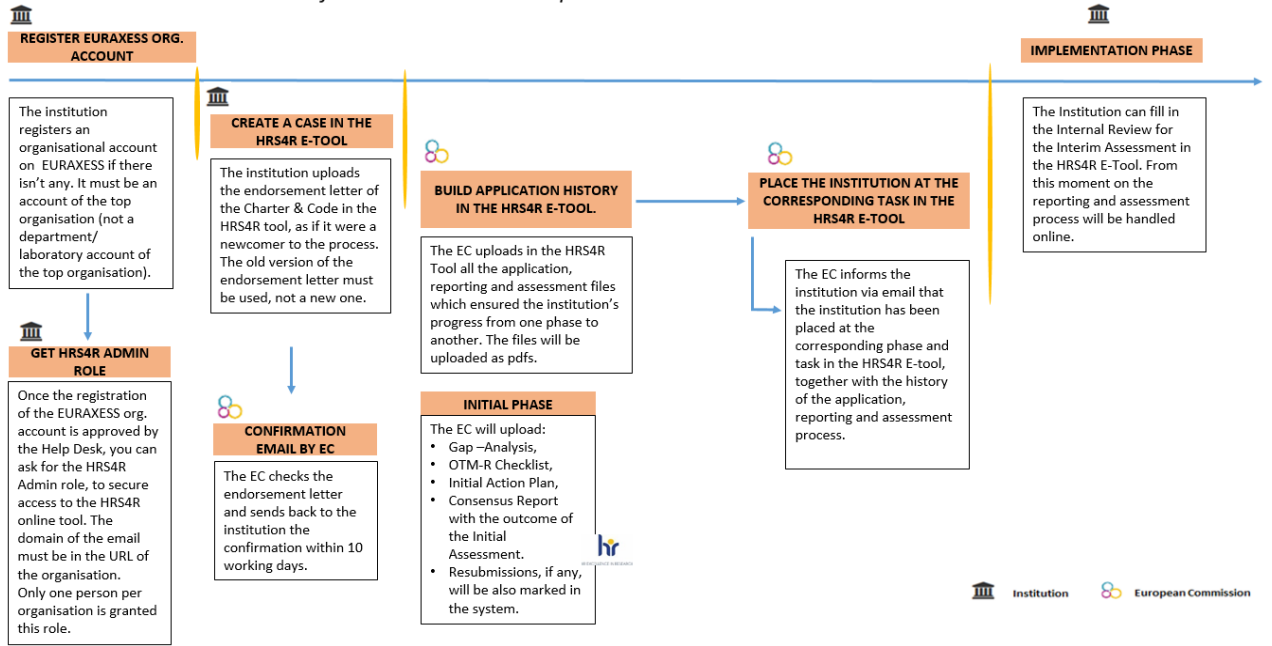 REGISTER EURAXESS ORG.
ACCOUNT
The institution
registers an
organisational account
on  EURAXESS if there
isn't any. It must be an
account of the top
organisation (not a
department/
laboratory account of
the top organisation).
GET HRS4R ADMIN
ROLE
Once the registration
of the EURAXESS org.
account is approved by
the Help Desk, you can
ask for the HRS4R
Admin role, to secure
access to the HRS4R
online tool. The
domain of the email
must be in the URL of
the organisation.
Only one person per
organisation is granted
this role.
CREATE A CASE IN THE
HRS4R E-TOOL
The institution uploads
the endorsement letter of
the Charter & Code in the
HRS4R tool, as if it were a
newcomer to the process.
The old version of the
endorsement letter must
be used, not a new one.
CONFIRMATION
EMAIL BY EC
The EC checks the
endorsement letter
and sends back to the
institution the
confirmation within 10
working days.
BUILD APPLICATION HISTORY
IN THE HRS4R E-TOOL.
The EC uploads in the HRS4R
Tool all the application,
reporting and assessment files
which ensured the institution's
progress from one phase to
another. The files will be
uploaded as pdfs.
INITIAL PHASE
The EC will upload:
• Gap –Analysis,
• OTM-R Checklist,
• Initial Action Plan,
• Consensus Report
with the outcome of
the Initial
Assessment.
• Resubmissions, if any,
will be also marked in
the system.
hr
PLACE THE INSTITUTION AT THE
CORRESPONDING TASK IN THE
HRS4R E-TOOL
The EC informs the
institution via email that
the institution has been
placed at the
corresponding phase and
task in the HRS4R E-tool,
together with the history
of the application,
reporting and assessment
process.
IMPLEMENTATION PHASE
The Institution can fill in
the Internal Review for
the Interim Assessment in
the HRS4R E-Tool. From
this moment on the
reporting and assessment
process will be handled
online.
Institution
European Commission